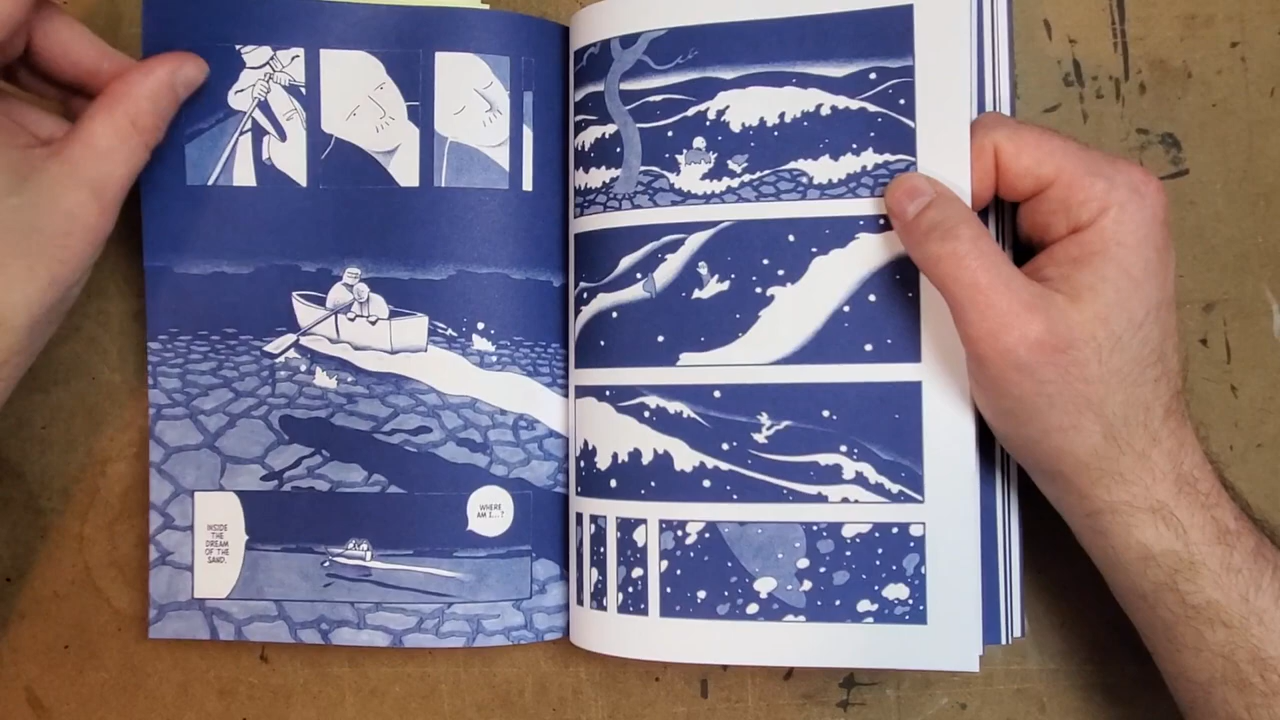 INSIDE
THE
DREAM
OF THE
SAND.
WHERE
AM I...?